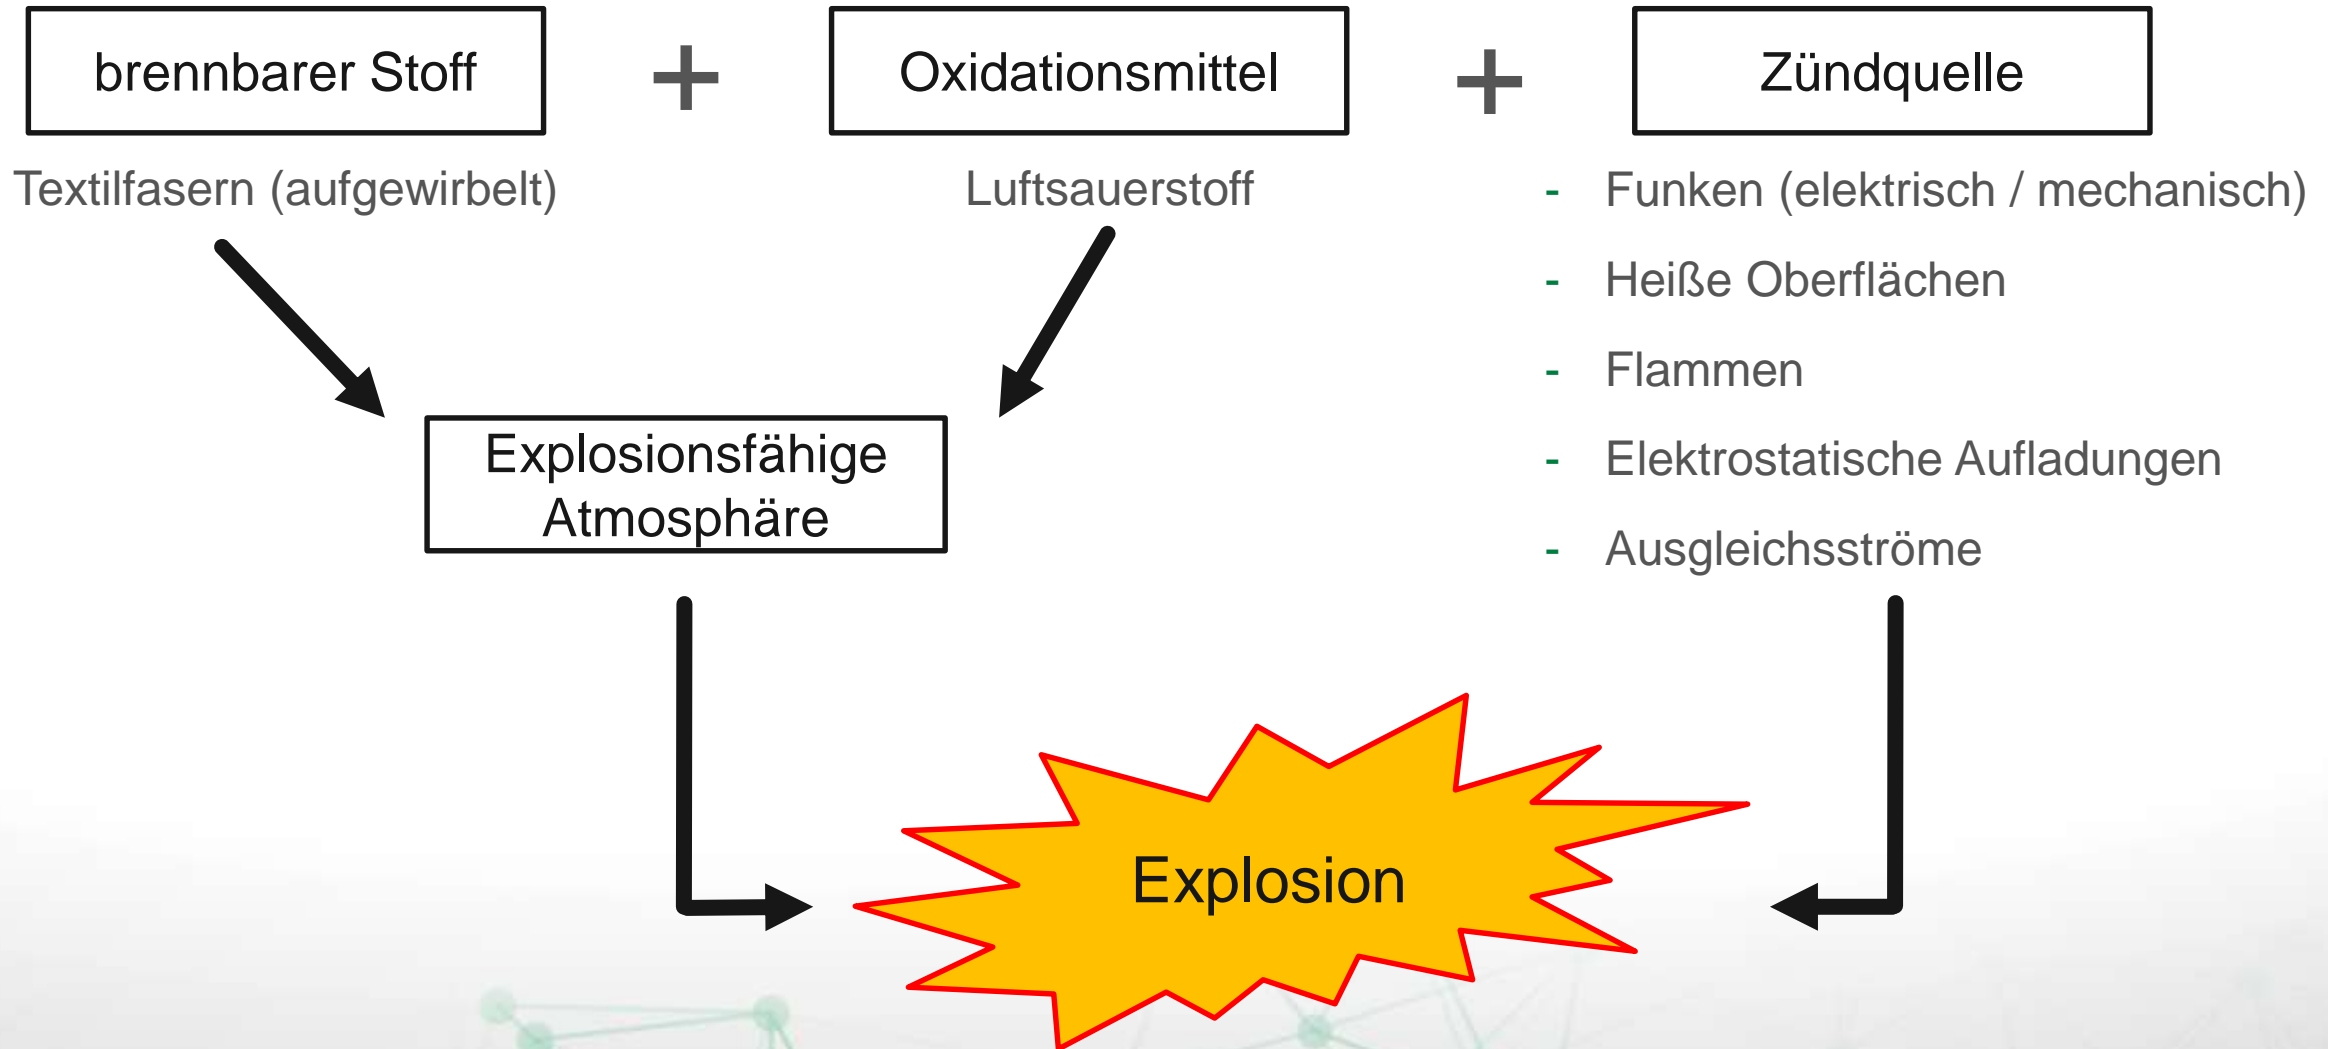 brennbarer Stoff + Oxidationsmittel + Zündquelle
Textilfasern (aufgewirbelt)
Luftsauerstoff
- Funken (elektrisch / mechanisch)
- Heiße Oberflächen
- Flammen
- Elektrostatische Aufladungen
- Ausgleichsströme
Explosionsfähige
Atmosphäre
Explosion